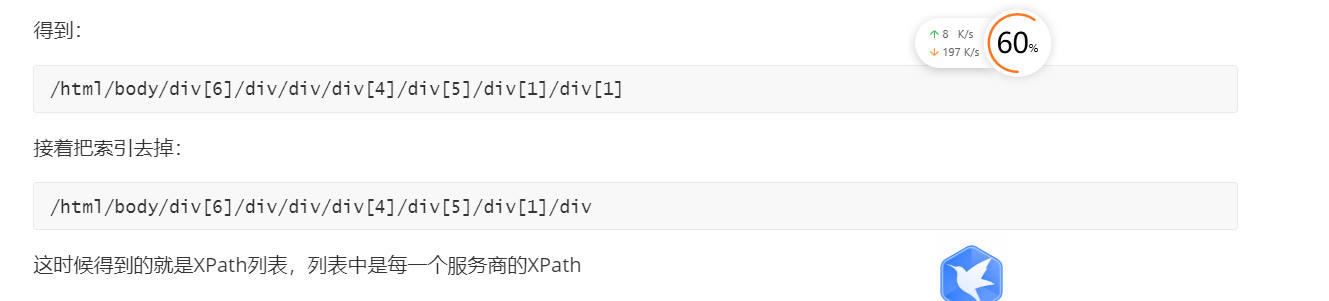 得到：
↑ 8 K/s
↓ 197 K/s
60%
/html/body/div[6]/div/div/div[4]/div[5]/div[1]/div[1]
接着把索引去掉：
/html/body/div[6]/div/div/div[4]/div[5]/div[1]/div
这时候得到的就是XPath列表，列表中是每一个服务商的XPath